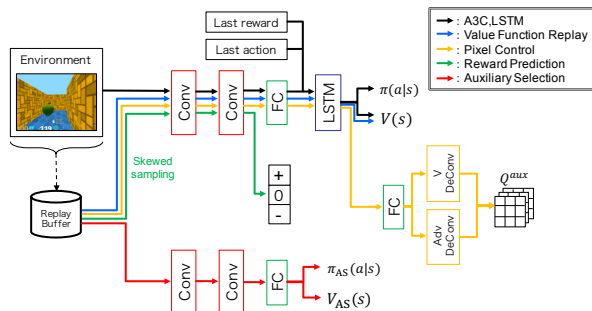 Last reward
Last action
Environment
Conv
Conv
FC
LSTM
π(a|s)
V(s)
: A3C,LSTM
: Value Function Replay
: Pixel Control
: Reward Prediction
: Auxiliary Selection
Skewed
sampling
+
0
-
Replay
Buffer
FC
V
DeConv
Adv
DeConv
Q^aux
Conv
Conv
FC
π_AS(a|s)
V_AS(s)